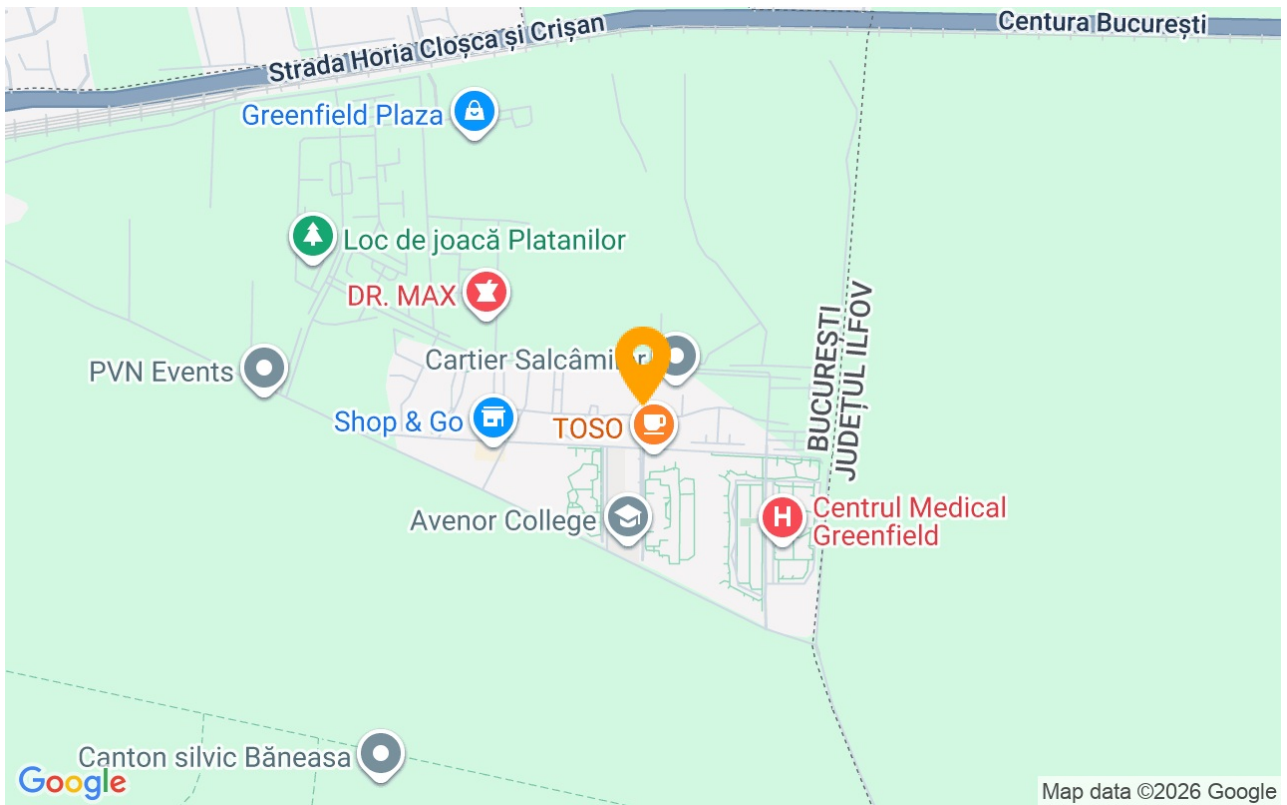 Centura București
Strada Horia Cloșca și Crișan
Greenfield Plaza
Loc de joacă Platanilor
DR. MAX
BUCUREȘTI
JUDEȚUL ILFOV
PVN Events
Cartier
Shop & Go
TOSO
Avenor College
Centrul Medical
Greenfield
Canton silvic Băneasa
Google
Map data ©2026 Google